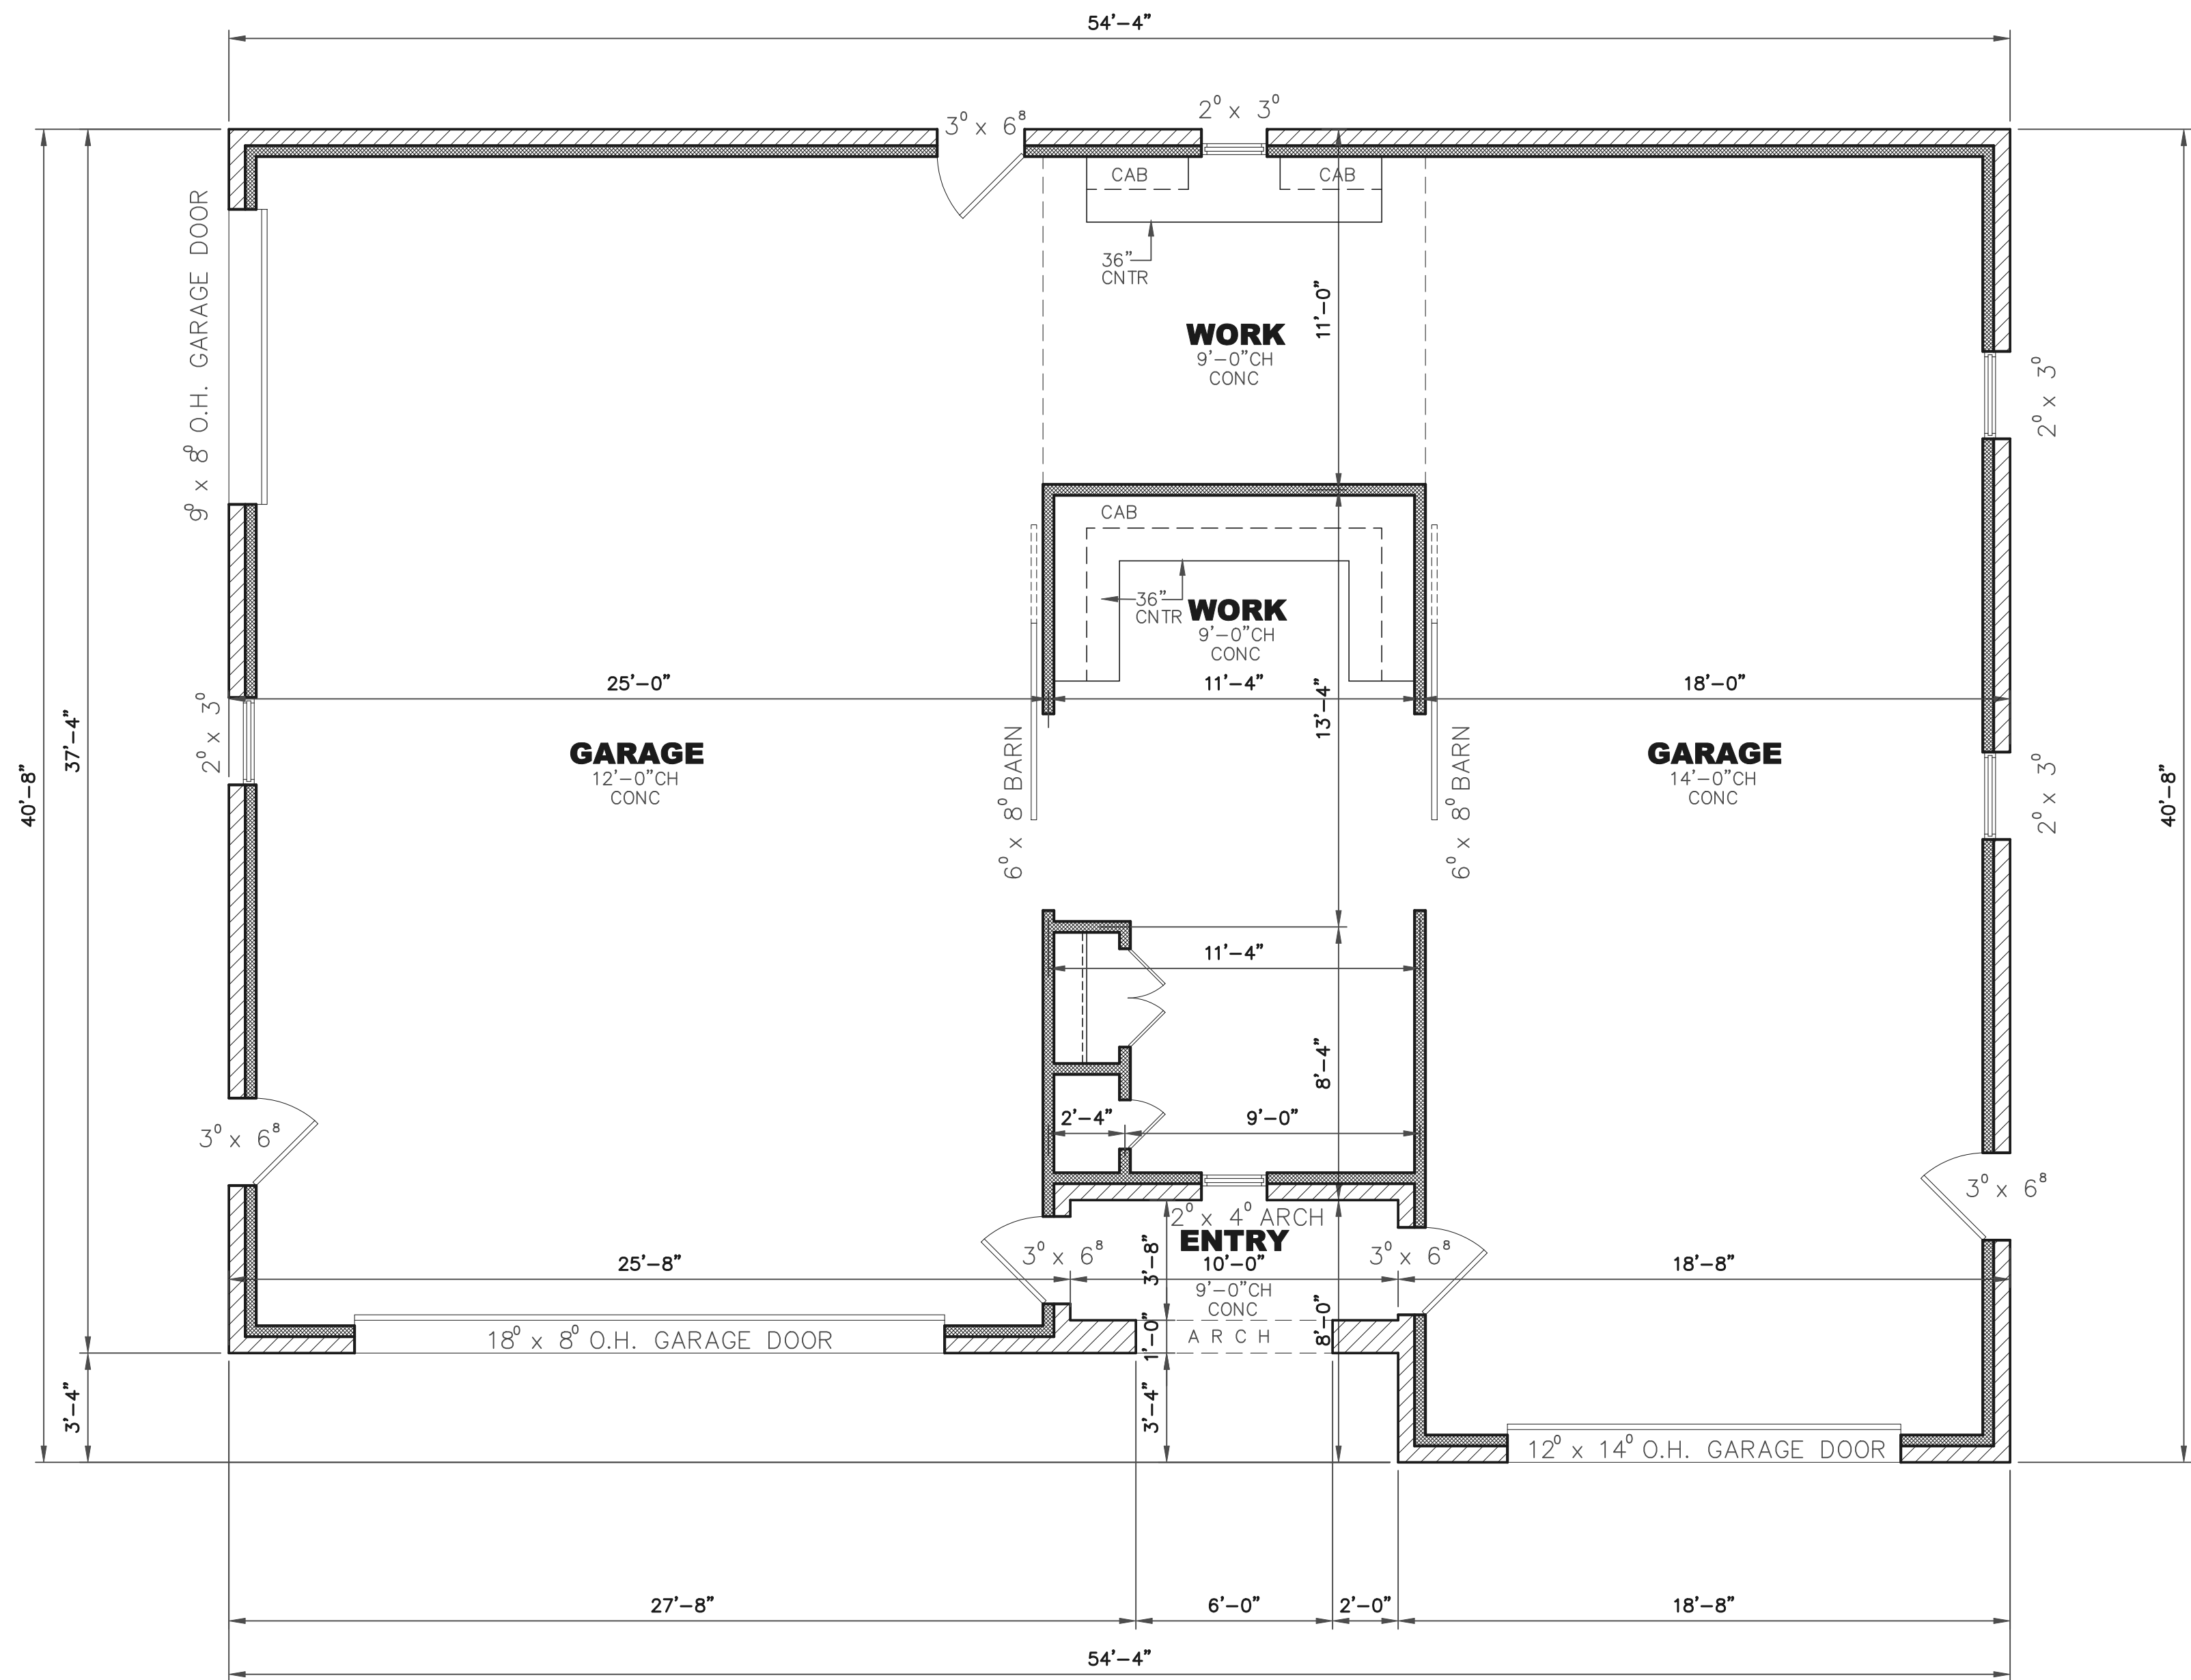 54'-4"
3⁰ x 6⁸
2⁰ x 3⁰
CAB
CAB
36"
CNTR
9⁰ x 8⁰ O.H. GARAGE DOOR
11'-0"
WORK
9'-0"CH
CONC
2⁰ x 3⁰
CAB
36"
CNTR
WORK
9'-0"CH
CONC
25'-0"
11'-4"
18'-0"
13'-4"
2⁰ x 3⁰
37'-4"
40'-8"
GARAGE
12'-0"CH
CONC
6⁰ x 8⁰ BARN
6⁰ x 8⁰ BARN
GARAGE
14'-0"CH
CONC
2⁰ x 3⁰
40'-8"
11'-4"
8'-4"
2'-4"
9'-0"
3⁰ x 6⁸
3⁰ x 6⁸
2⁰ x 4⁰ ARCH
ENTRY
3⁰ x 6⁸
3⁰ x 6⁸
25'-8"
3'-8"
10'-0"
18'-8"
9'-0"CH
CONC
18⁰ x 8⁰ O.H. GARAGE DOOR
1'-0"
ARCH
8'-0"
3'-4"
3'-4"
12⁰ x 14⁰ O.H. GARAGE DOOR
27'-8"
6'-0"
2'-0"
18'-8"
54'-4"